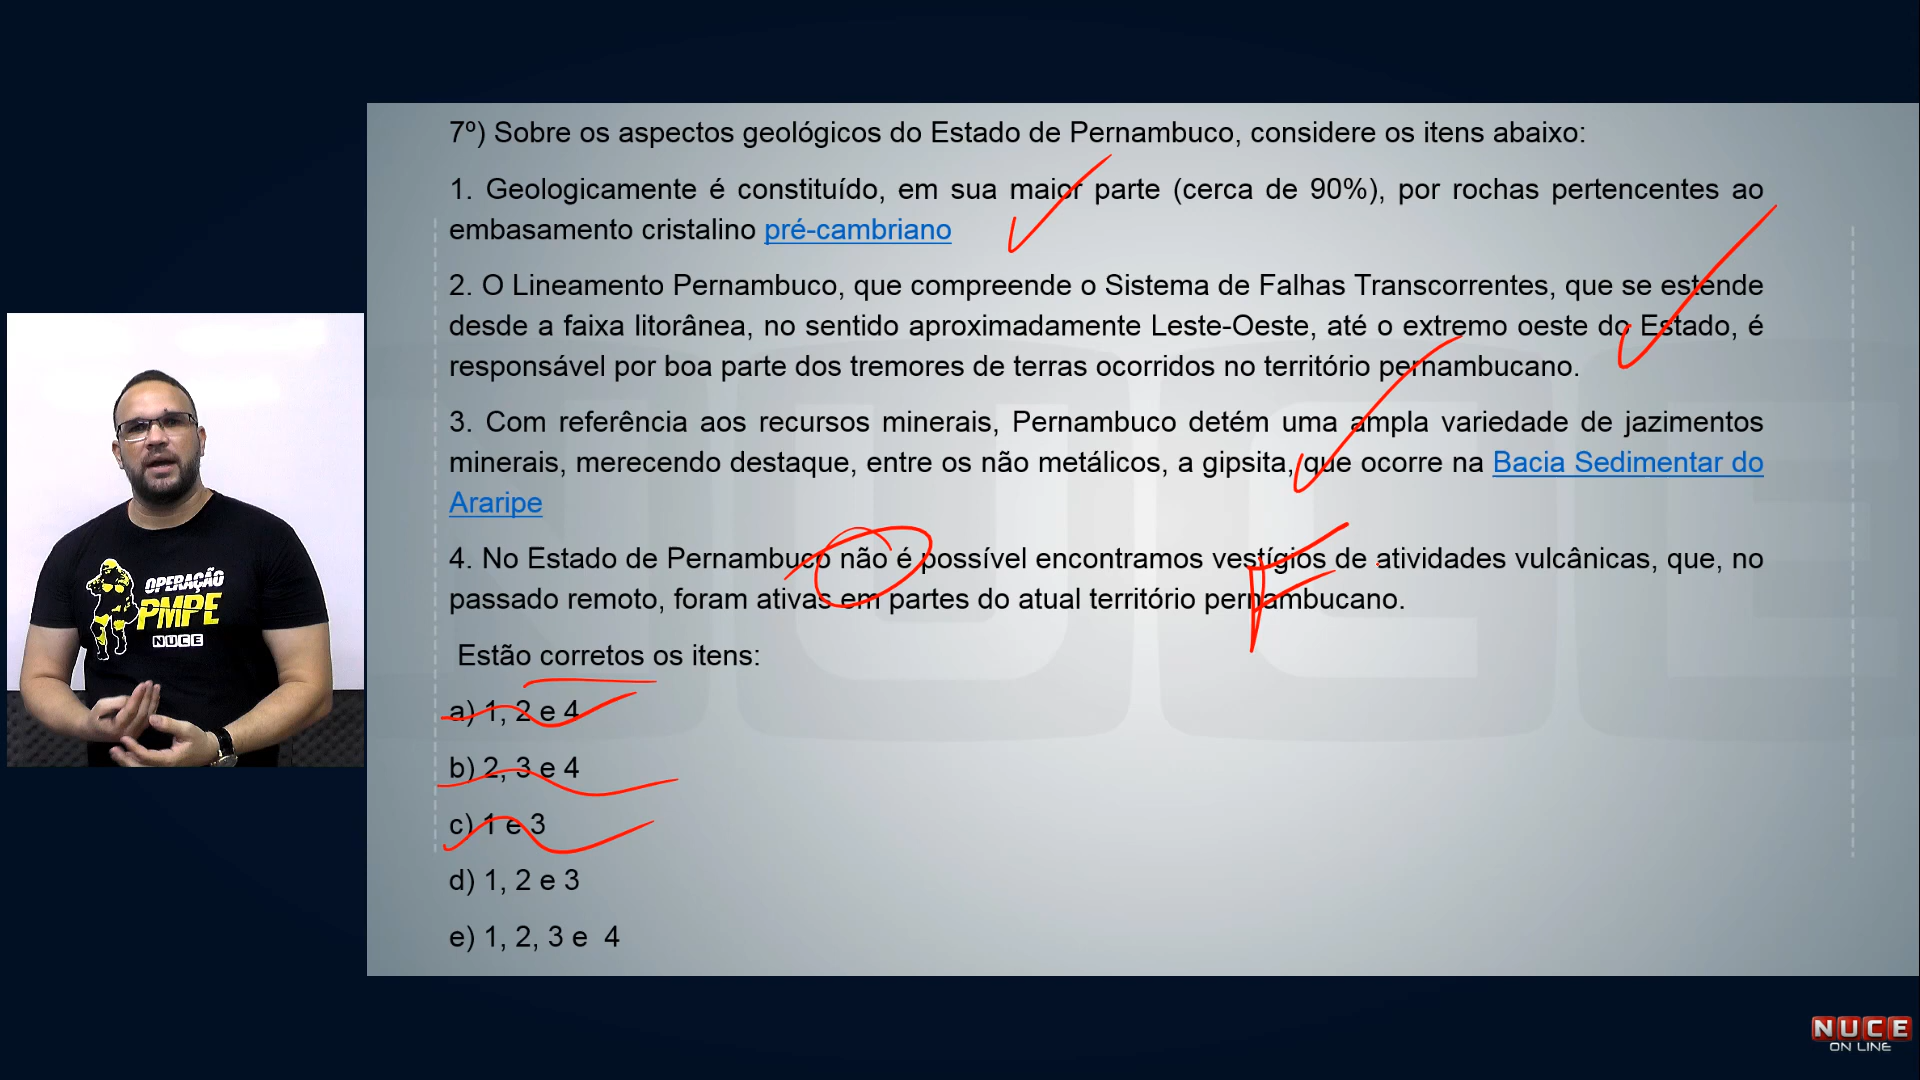 7º) Sobre os aspectos geológicos do Estado de Pernambuco, considere os itens abaixo:
1. Geologicamente é constituído, em sua maior parte (cerca de 90%), por rochas pertencentes ao
embasamento cristalino pré-cambriano
2. O Lineamento Pernambuco, que compreende o Sistema de Falhas Transcorrentes, que se estende
desde a faixa litorânea, no sentido aproximadamente Leste-Oeste, até o extremo oeste do Estado, é
responsável por boa parte dos tremores de terras ocorridos no território pernambucano.
3. Com referência aos recursos minerais, Pernambuco detém uma ampla variedade de jazimentos
minerais, merecendo destaque, entre os não metálicos, a gipsita, que ocorre na Bacia Sedimentar do
Araripe
4. No Estado de Pernambuco não é possível encontramos vestígios de atividades vulcânicas, que, no
passado remoto, foram ativas em partes do atual território pernambucano.
F
Estão corretos os itens:
a) 1, 2 e 4
b) 2, 3 e 4
c) 1 e 3
d) 1, 2 e 3
e) 1, 2, 3 e 4
OPERAÇÃO
PMPE
NUCE
NUCE
NUCE
ON LINE